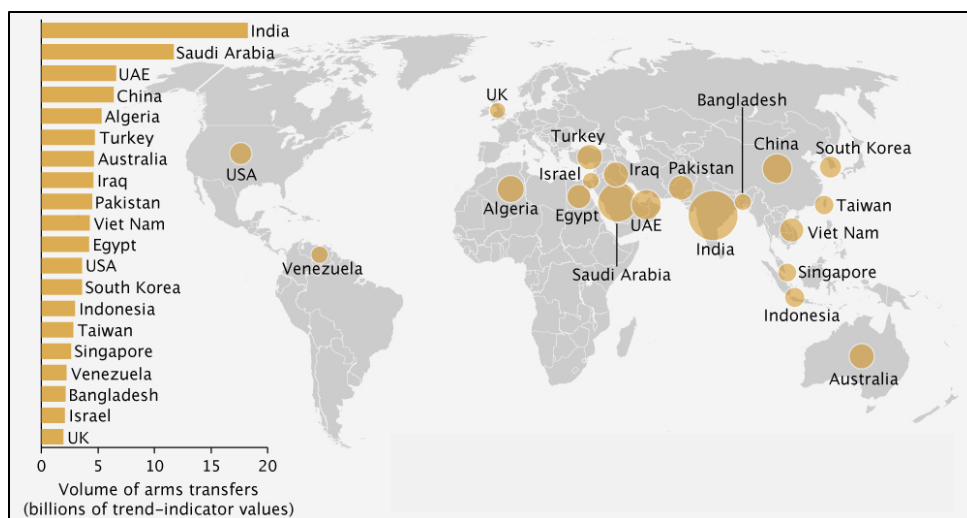 India
Saudi Arabia
UAE
China
Algeria
Turkey
Australia
Iraq
Pakistan
Viet Nam
Egypt
USA
South Korea
Indonesia
Taiwan
Singapore
Venezuela
Bangladesh
Israel
UK
0 5 10 15 20
Volume of arms transfers
(billions of trend-indicator values)
USA
Venezuela
UK
Bangladesh
Turkey
China
South Korea
Israel
Iraq
Pakistan
Algeria
Egypt
UAE
India
Taiwan
Viet Nam
Saudi Arabia
Singapore
Indonesia
Australia